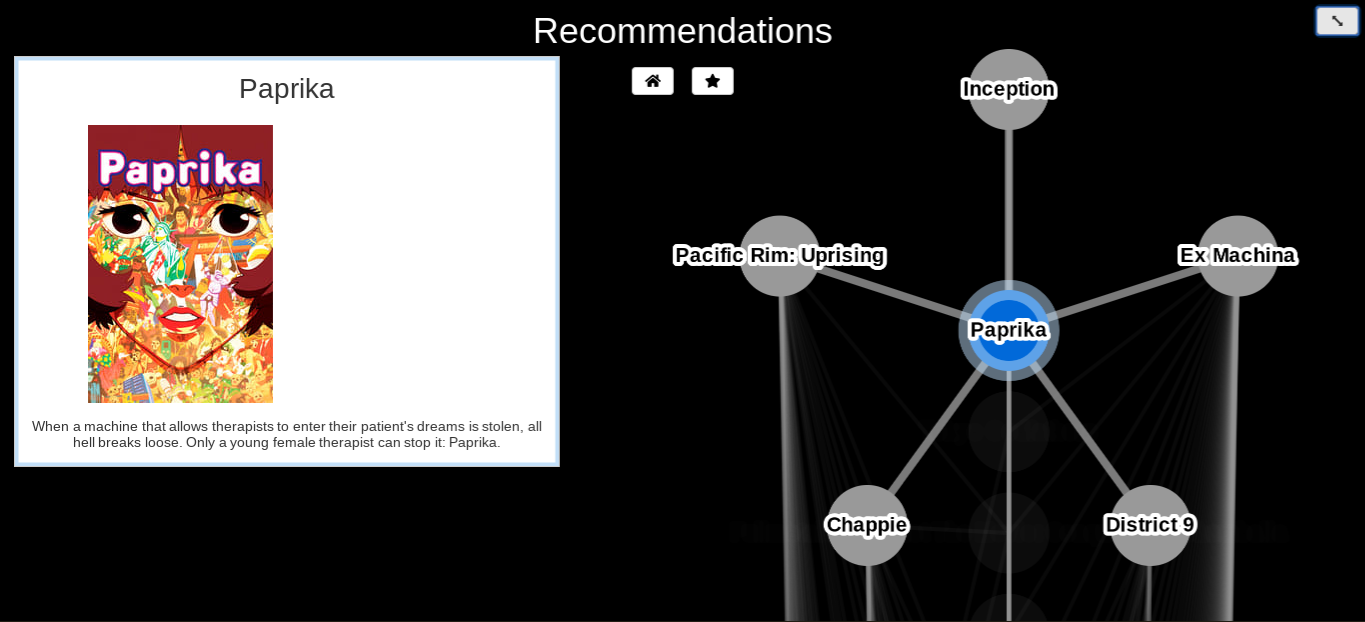 Recommendations
Paprika
Paprika
When a machine that allows therapists to enter their patient's dreams is stolen, all
hell breaks loose. Only a young female therapist can stop it: Paprika.
Inception
Pacific Rim: Uprising
Ex Machina
Paprika
Chappie
District 9